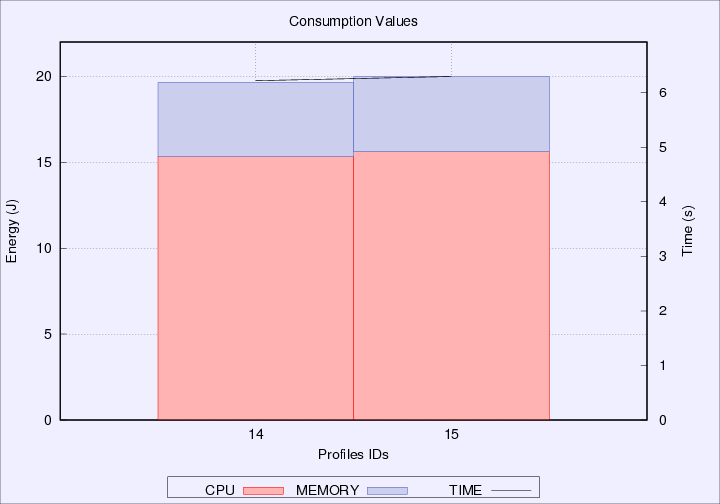 Consumption Values
20
15
10
5
0
Energy (J)
6
5
4
3
2
1
0
Time (s)
14 15
Profiles IDs
CPU MEMORY TIME